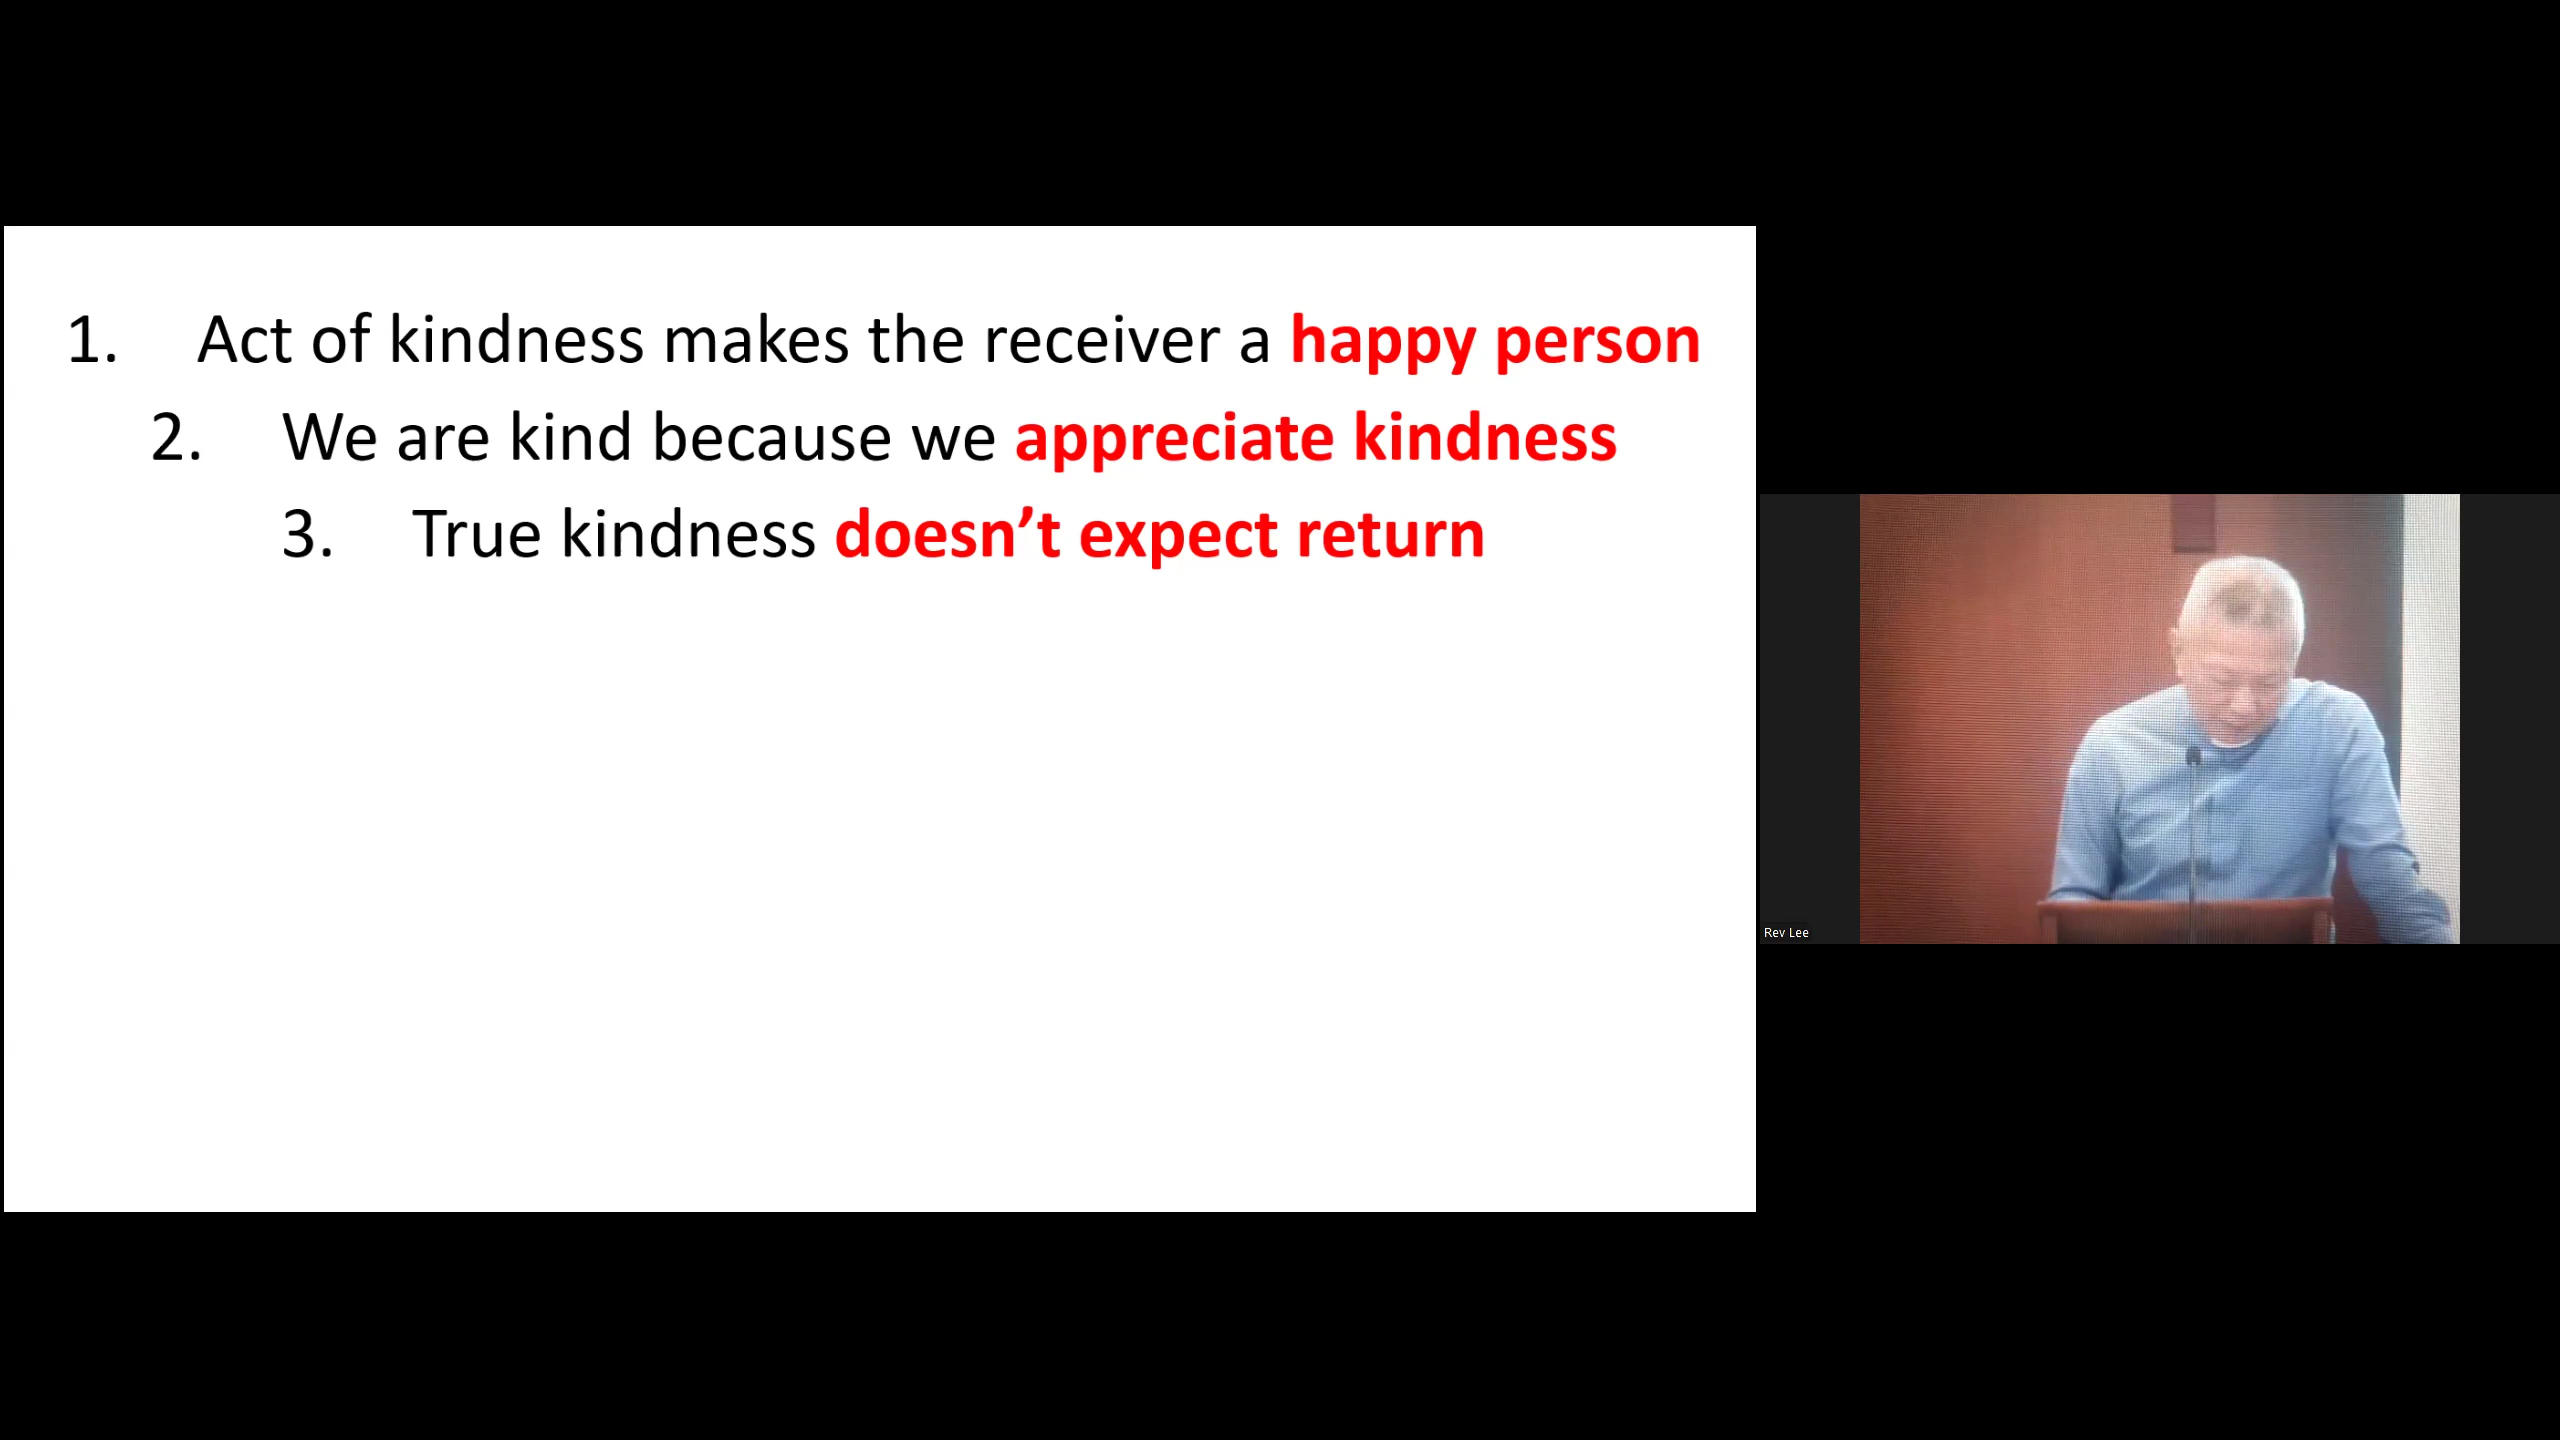 1. Act of kindness makes the receiver a happy person
2. We are kind because we appreciate kindness
3. True kindness doesn’t expect return
Rev Lee